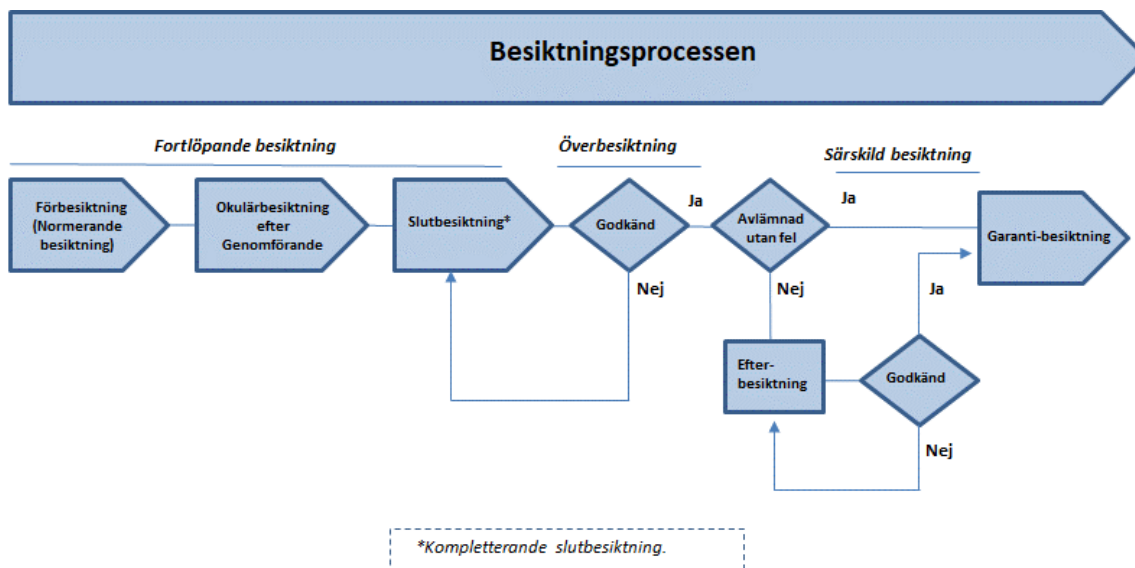 Besiktningsprocessen
Fortlöpande besiktning
Överbesiktning
Särskild besiktning
Förbesiktning
(Normerande
besiktning)
Okulärbesiktning
efter
Genomförande
Slutbesiktning*
Godkänd
Ja
Avlämnad
utan fel
Ja
Garanti-besiktning
Nej
Nej
Ja
Efter-
besiktning
Godkänd
Nej
*Kompletterande slutbesiktning.